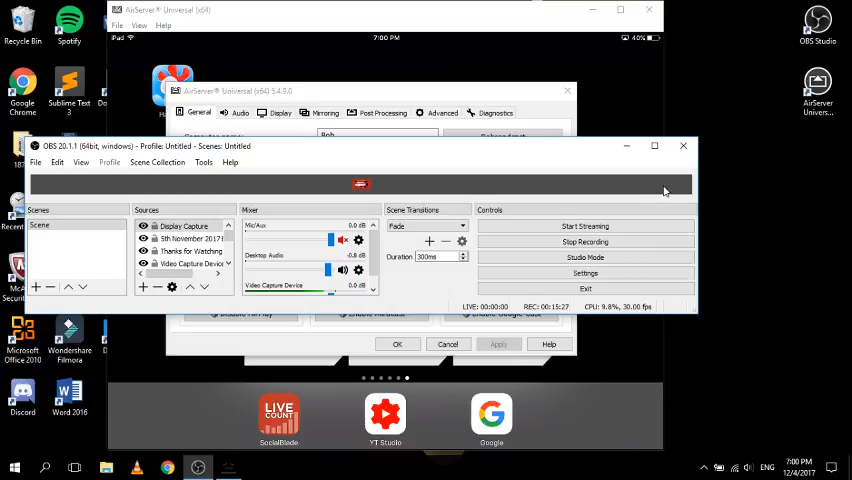 AirServer® Universal (x64)
File View Help
iPad 7:00 PM 40%
Recycle Bin
Spotify
OBS Studio
Google Chrome
Sublime Text 3
AirServer Univers...
AirServer® Universal (x64) 5.4.9.0
General Audio Display Mirroring Post Processing Advanced Diagnostics
Bob
OBS 20.1.1 (64bit, windows) - Profile: Untitled - Scenes: Untitled
File Edit View Profile Scene Collection Tools Help
Scenes Sources Mixer Scene Transitions Controls
Scene
Display Capture
5th November 2017 E
Thanks for Watching
Video Capture Device
Mic/Aux 0.0 dB
Desktop Audio -0.8 dB
Video Capture Device 0.0 dB
Fade
Duration 300ms
Start Streaming
Stop Recording
Studio Mode
Settings
Exit
LIVE: 00:00:00 REC: 00:15:27 CPU: 9.8%, 30.00 fps
OK Cancel Apply Help
Microsoft Office 2010
Wondershare Filmora
Discord
Word 2016
LIVE COUNT
SocialBlade YT Studio Google
ENG
7:00 PM
12/4/2017